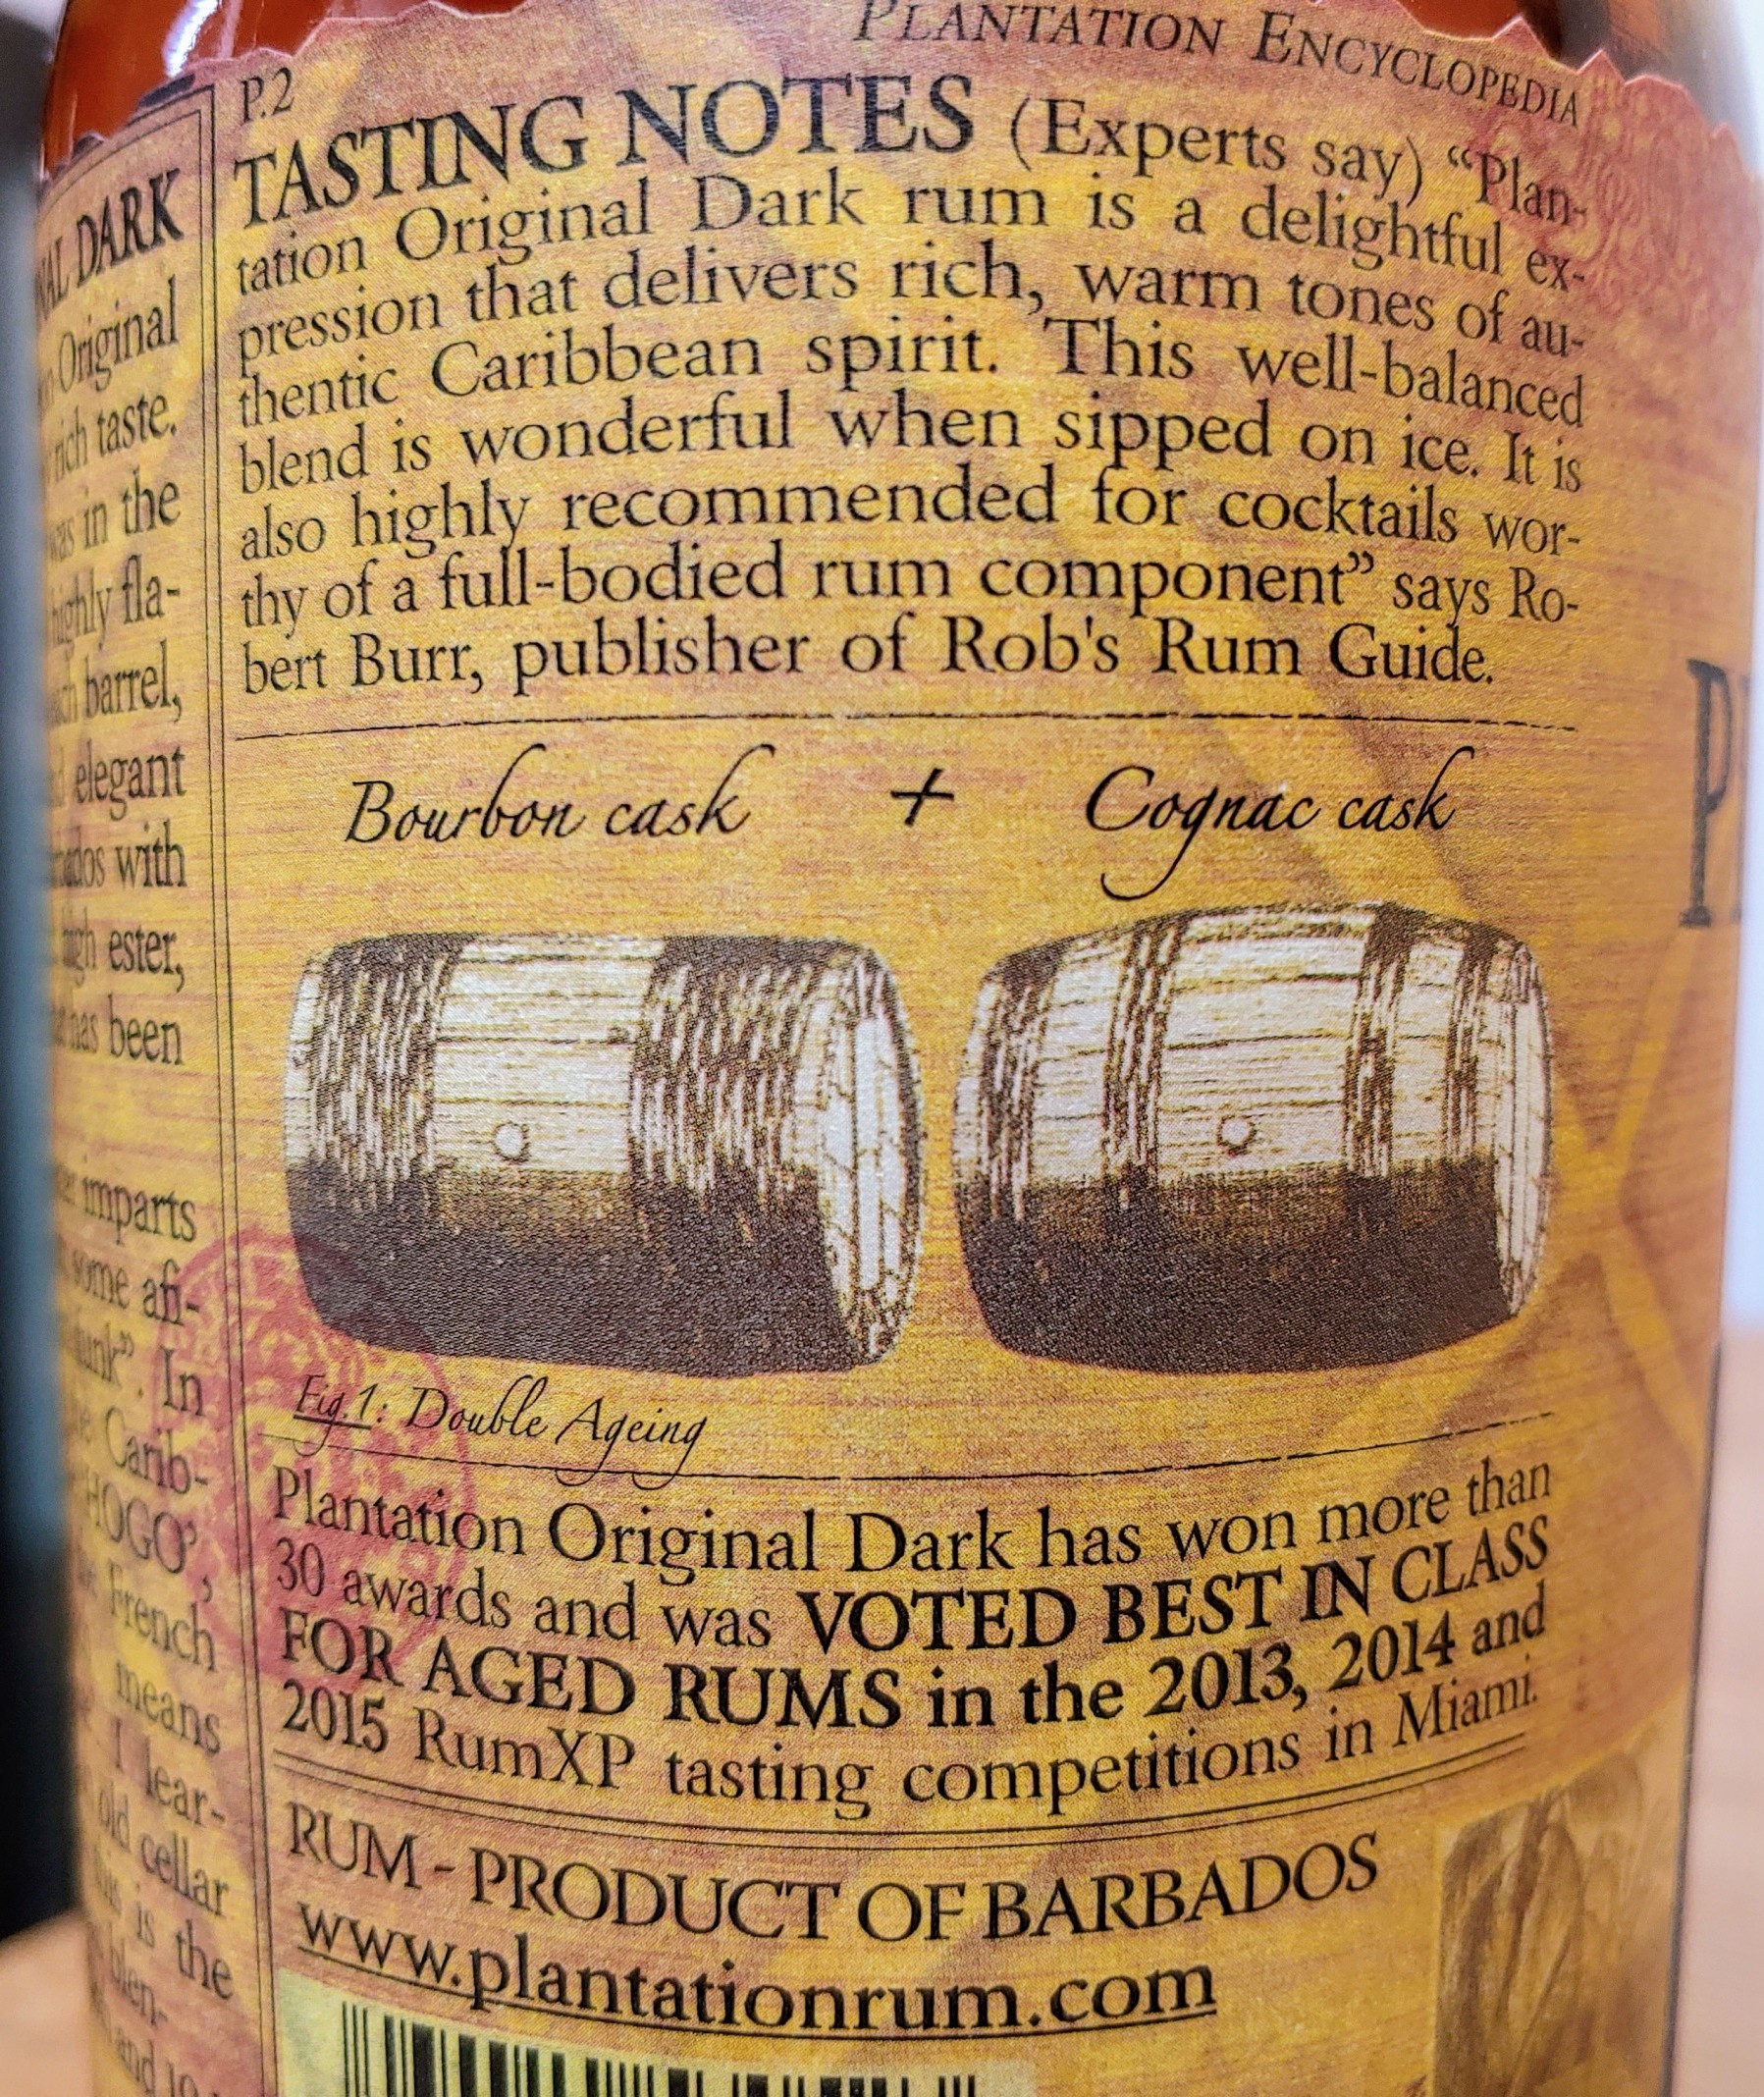 PLANTATION ENCYCLOPEDIA
P.2
TASTING NOTES (Experts say) “Plan-
tation Original Dark rum is a delightful ex-
pression that delivers rich, warm tones of au-
thentic Caribbean spirit. This well-balanced
blend is wonderful when sipped on ice. It is
also highly recommended for cocktails wor-
thy of a full-bodied rum component” says Ro-
bert Burr, publisher of Rob's Rum Guide.
Bourbon cask + Cognac cask
Fig.1: Double Ageing
Plantation Original Dark has won more than
30 awards and was VOTED BEST IN CLASS
FOR AGED RUMS in the 2013, 2014 and
2015 RumXP tasting competitions in Miami.
RUM - PRODUCT OF BARBADOS
www.plantationrum.com
DARK
Original
rich taste.
in the
highly fla-
barrel,
elegant
with
high ester,
has been
imparts
some afi-
In
Carib-
HOGO’,
French
means
I lear-
old cellar
is the
blen-
and